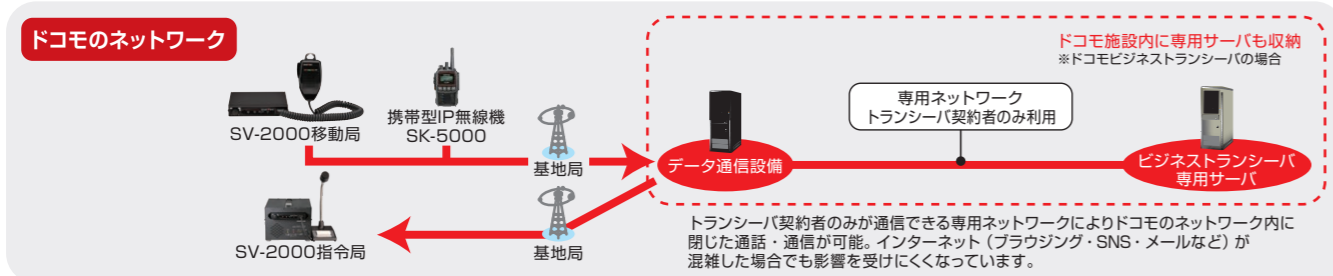 ドコモのネットワーク
SV-2000移動局
携帯型IP無線機
SK-5000
基地局
SV-2000指令局
基地局
ドコモ施設内に専用サーバも収納
※ドコモビジネストランシーバの場合
専用ネットワーク
トランシーバ契約者のみ利用
データ通信設備
ビジネストランシーバ
専用サーバ
トランシーバ契約者のみが通信できる専用ネットワークによりドコモのネットワーク内に
閉じた通話・通信が可能。インターネット（ブラウジング・SNS・メールなど）が
混雑した場合でも影響を受けにくくなっています。